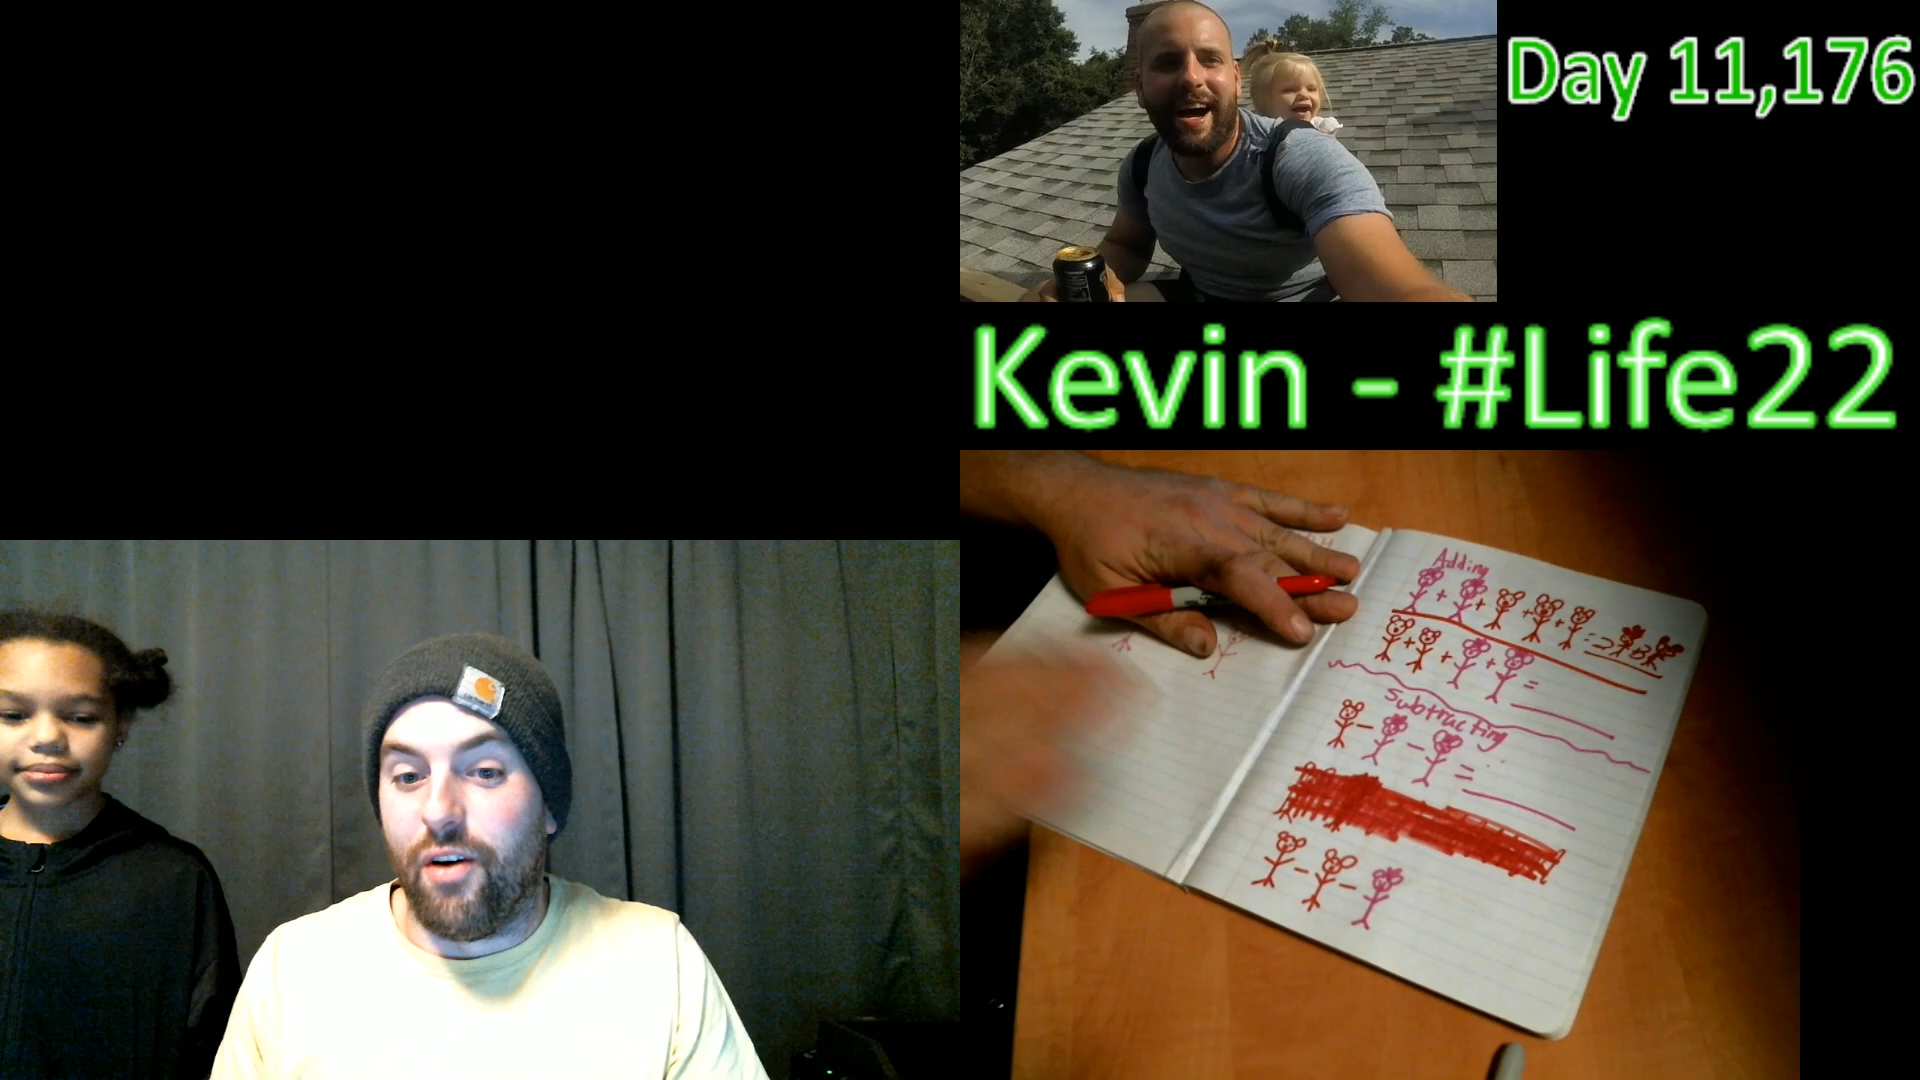 Day 11,176
Kevin - #Life22
Adding
+ + + + =
+ + + =
Subtracting
- - =
- -